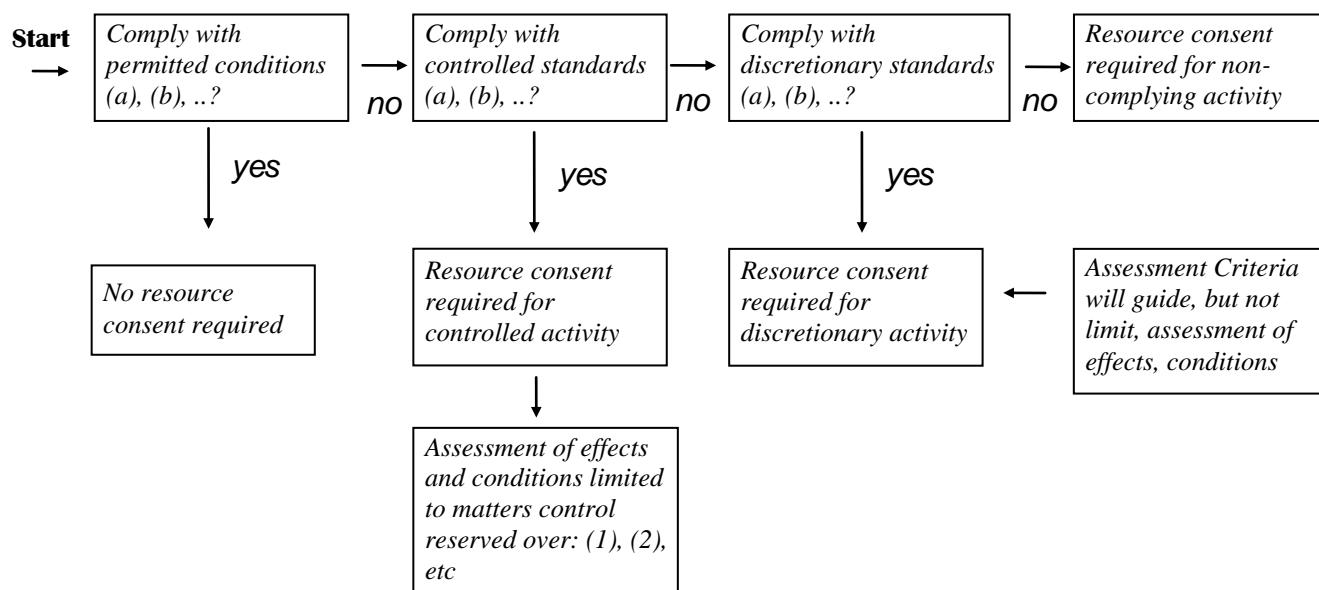 Start
Comply with
permitted conditions
(a), (b), ..?
no
Comply with
controlled standards
(a), (b), ..?
no
Comply with
discretionary standards
(a), (b), ..?
no
Resource consent
required for non-
complying activity
yes
yes
yes
No resource
consent required
Resource consent
required for
controlled activity
Resource consent
required for
discretionary activity
Assessment Criteria
will guide, but not
limit, assessment of
effects, conditions
Assessment of effects
and conditions limited
to matters control
reserved over: (1), (2),
etc